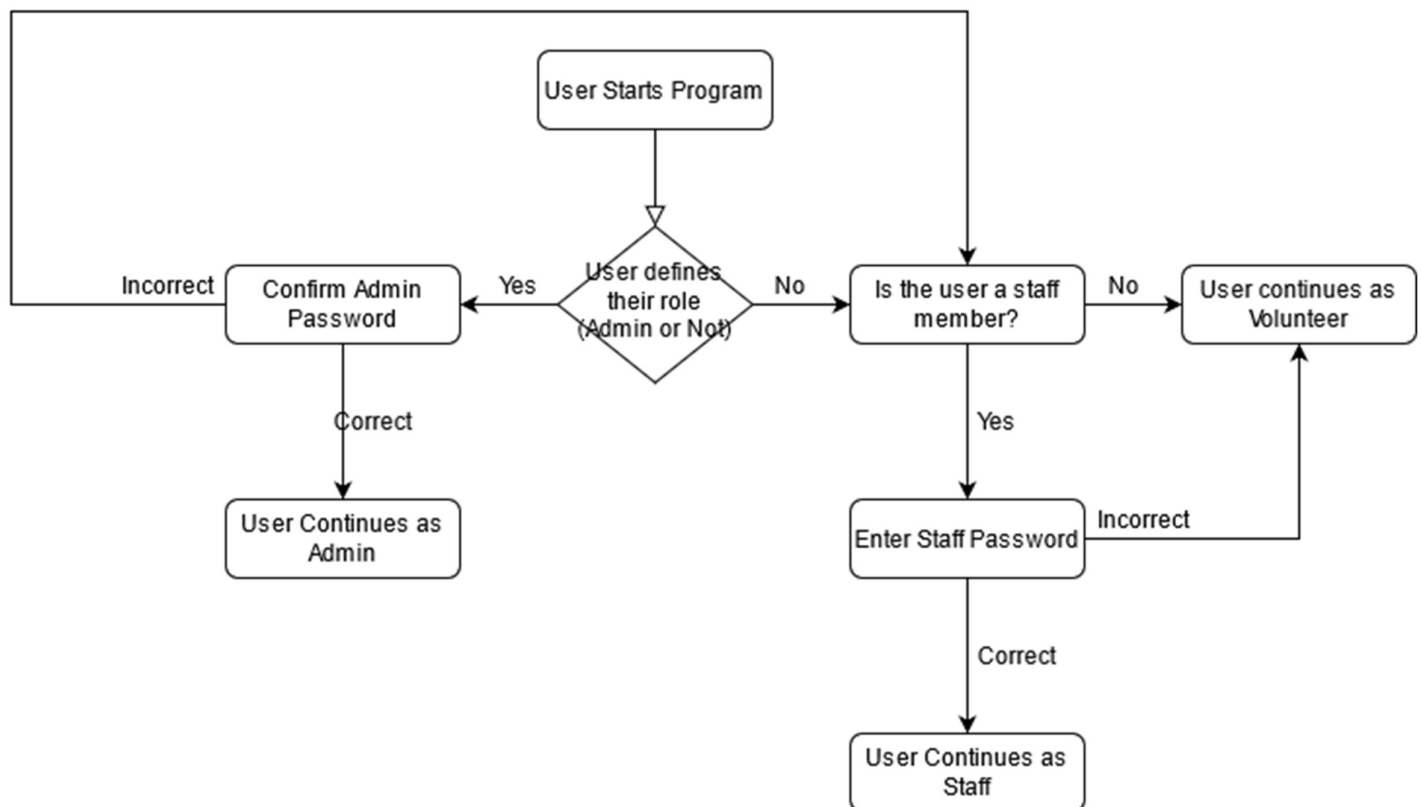 User Starts Program
User defines
their role
(Admin or Not)
Yes
No
Incorrect
Confirm Admin
Password
Is the user a staff
member?
No
User continues as
Volunteer
Correct
Yes
User Continues as
Admin
Enter Staff Password
Incorrect
Correct
User Continues as
Staff